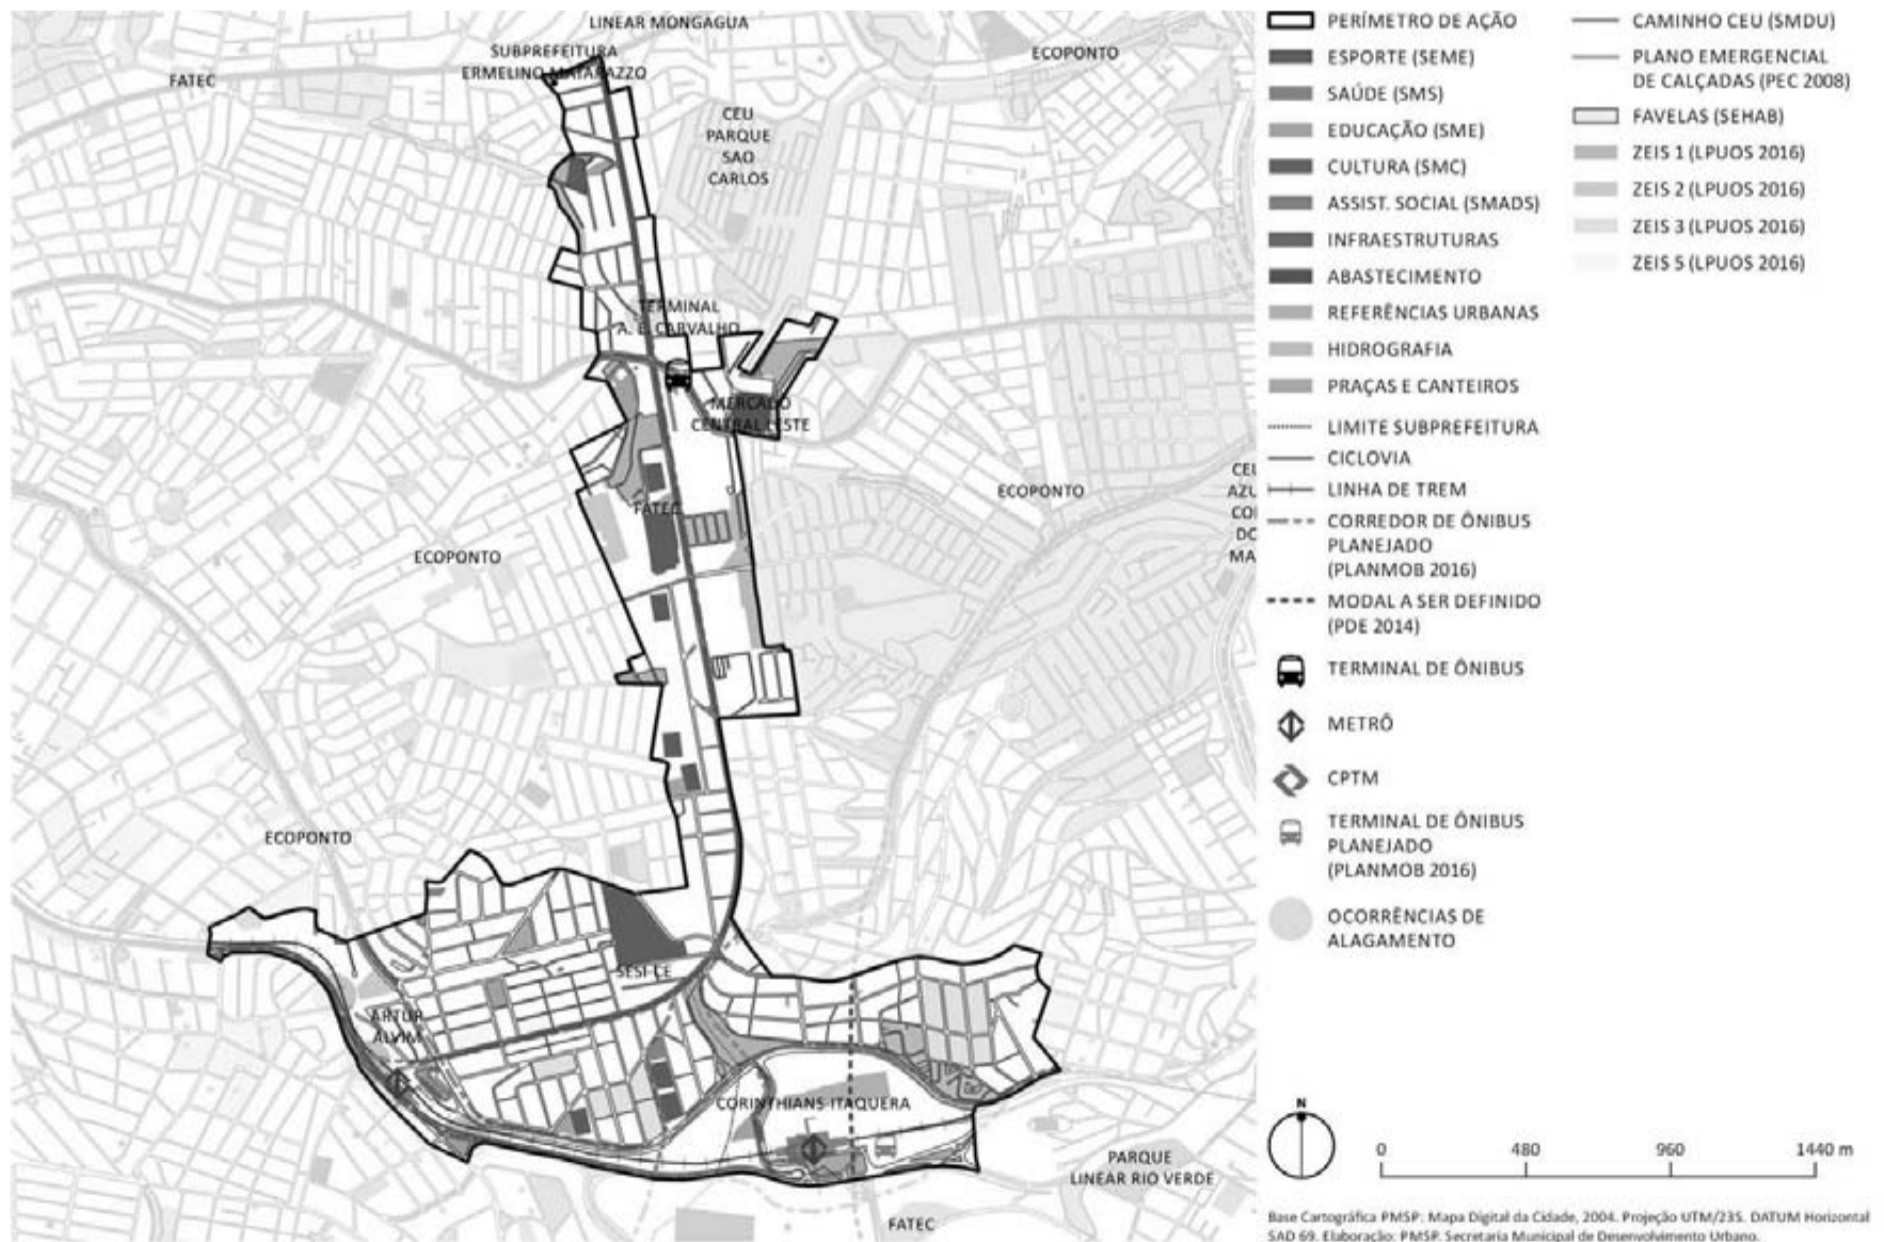 LINEAR MONGAGUA
SUBPREFEITURA
ERMELINO MATARAZZO
ECOPONTO
FATEC
CEU
PARQUE
SAO
CARLOS
TERMINAL
A. E. CARVALHO
MERCADO
CENTRAL LESTE
FATEC
ECOPONTO
ECOPONTO
CEU
AZU
CO
DO
MA
ECOPONTO
SESI-CE
ARTUR
ALVIM
CORINTHIANS-ITAQUERA
PARQUE
LINEAR RIO VERDE
FATEC
PERÍMETRO DE AÇÃO
ESPORTE (SEME)
SAÚDE (SMS)
EDUCAÇÃO (SME)
CULTURA (SMC)
ASSIST. SOCIAL (SMADS)
INFRAESTRUTURAS
ABASTECIMENTO
REFERÊNCIAS URBANAS
HIDROGRAFIA
PRAÇAS E CANTEIROS
LIMITE SUBPREFEITURA
CICLOVIA
LINHA DE TREM
CORREDOR DE ÔNIBUS
PLANEJADO
(PLANMOB 2016)
MODAL A SER DEFINIDO
(PDE 2014)
TERMINAL DE ÔNIBUS
METRÔ
CPTM
TERMINAL DE ÔNIBUS
PLANEJADO
(PLANMOB 2016)
OCORRÊNCIAS DE
ALAGAMENTO
CAMINHO CEU (SMDU)
PLANO EMERGENCIAL
DE CALÇADAS (PEC 2008)
FAVELAS (SEHAB)
ZEIS 1 (LPUOS 2016)
ZEIS 2 (LPUOS 2016)
ZEIS 3 (LPUOS 2016)
ZEIS 5 (LPUOS 2016)
N
0 480 960 1440 m
Base Cartográfica PMSP: Mapa Digital da Cidade, 2004. Projeção UTM/23S. DATUM Horizontal
SAD 69. Elaboração: PMSP. Secretaria Municipal de Desenvolvimento Urbano.